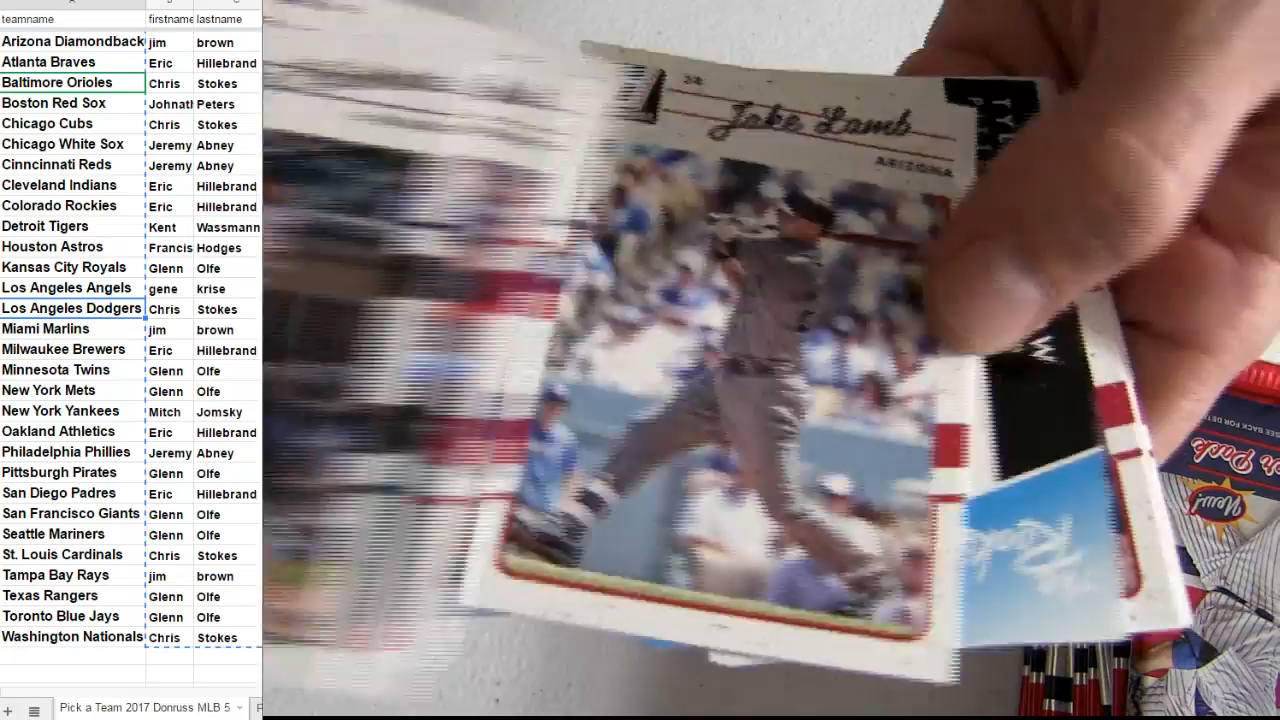 teamname firstname lastname
Arizona Diamondback jim brown
Atlanta Braves Eric Hillebrand
Baltimore Orioles Chris Stokes
Boston Red Sox Johnath Peters
Chicago Cubs Chris Stokes
Chicago White Sox Jeremy Abney
Cinncinnati Reds Jeremy Abney
Cleveland Indians Eric Hillebrand
Colorado Rockies Eric Hillebrand
Detroit Tigers Kent Wassmann
Houston Astros Francis Hodges
Kansas City Royals Glenn Olfe
Los Angeles Angels gene krise
Los Angeles Dodgers Chris Stokes
Miami Marlins jim brown
Milwaukee Brewers Eric Hillebrand
Minnesota Twins Glenn Olfe
New York Mets Glenn Olfe
New York Yankees Mitch Jomsky
Oakland Athletics Eric Hillebrand
Philadelphia Phillies Jeremy Abney
Pittsburgh Pirates Glenn Olfe
San Diego Padres Eric Hillebrand
San Francisco Giants Glenn Olfe
Seattle Mariners Glenn Olfe
St. Louis Cardinals Chris Stokes
Tampa Bay Rays jim brown
Texas Rangers Glenn Olfe
Toronto Blue Jays Glenn Olfe
Washington Nationals Chris Stokes
Pick a Team 2017 Donruss MLB 5
Jake Lamb
ARIZONA
SEE BACK FOR DET
Pack
New!